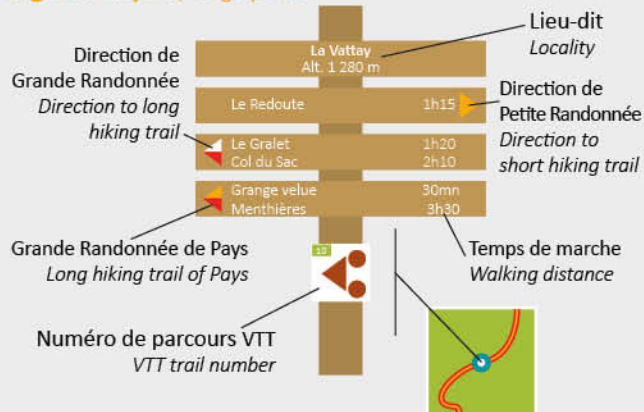 Lieu-dit
Locality
La Vattay
Alt. 1 280 m
Direction de
Grande Randonnée
Direction to long
hiking trail
Le Redoute 1h15
Direction de
Petite Randonnée
Direction to
short hiking trail
Le Gralet 1h20
Col du Sac 2h10
Grange velue 30mn
Menthières 3h30
Grande Randonnée de Pays
Long hiking trail of Pays
Temps de marche
Walking distance
Numéro de parcours VTT
VTT trail number